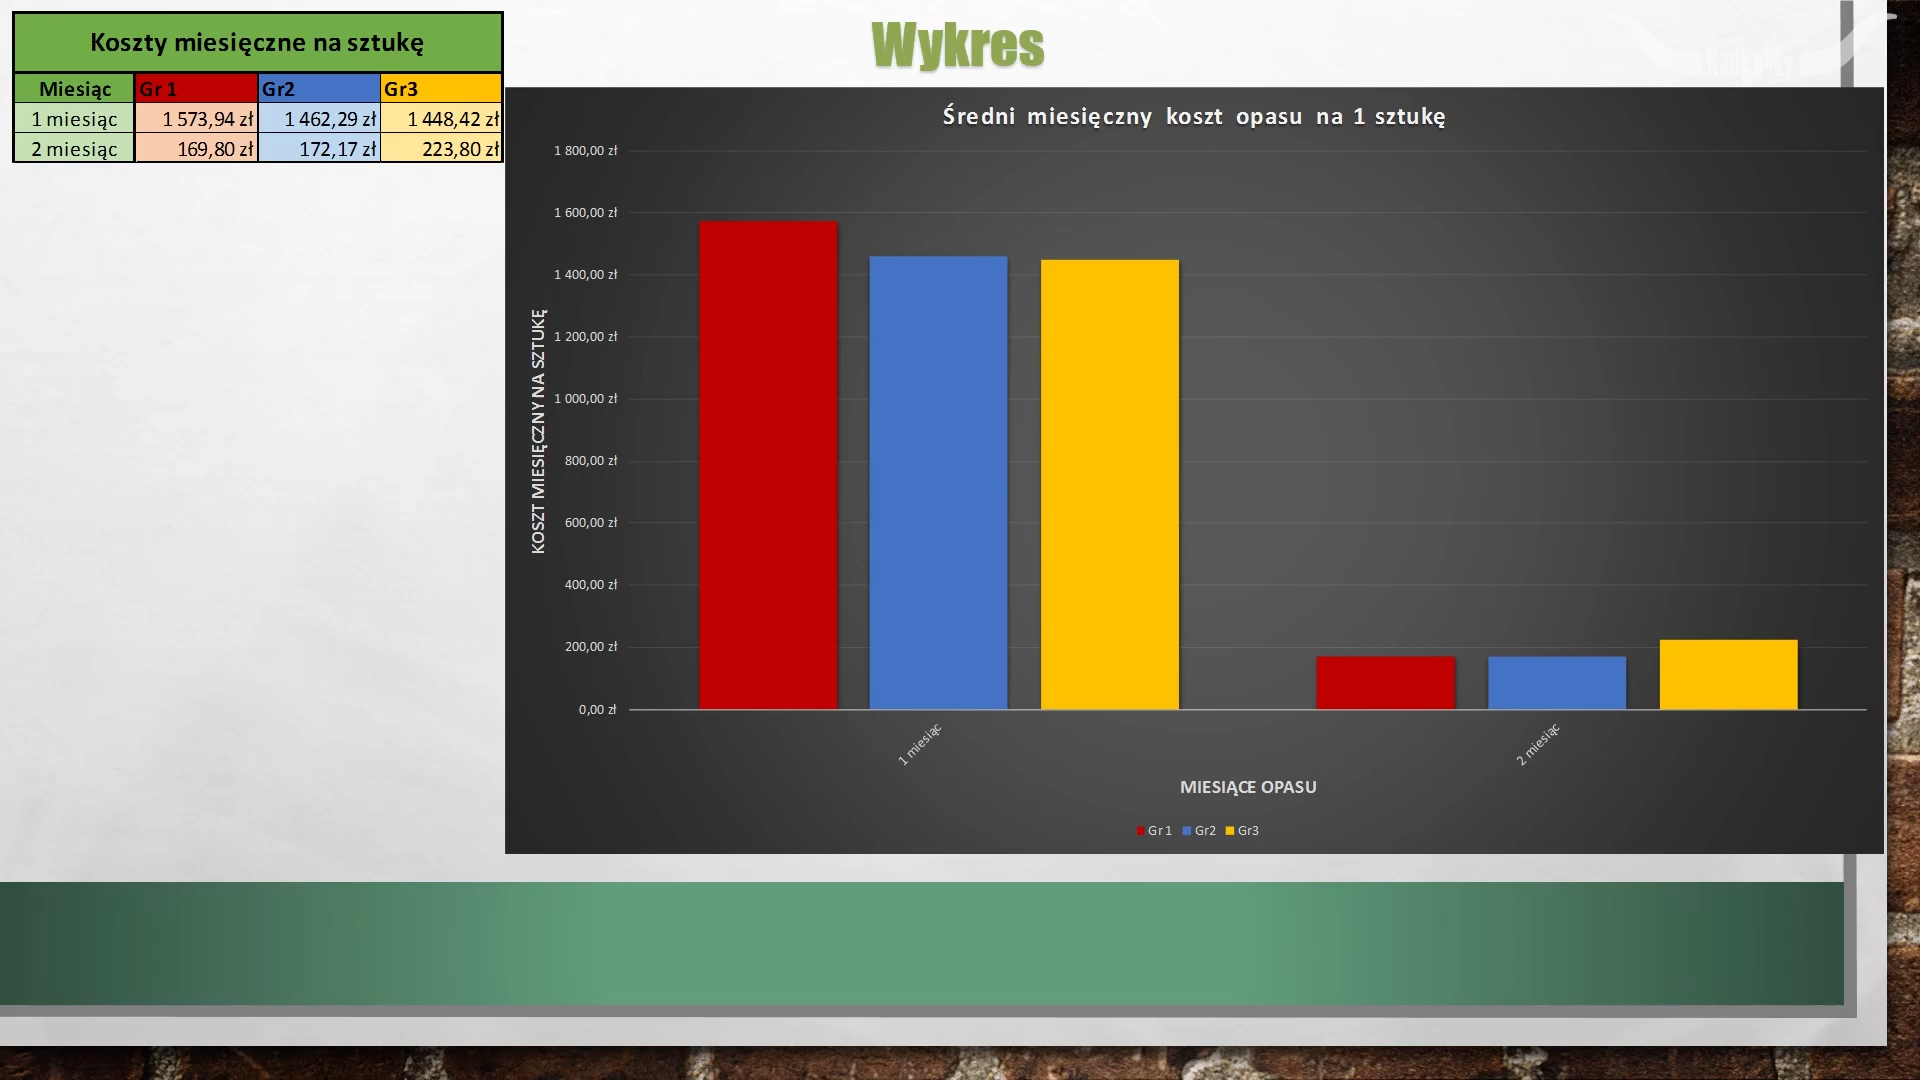 Koszty miesięczne na sztukę
Miesiąc Gr 1 Gr2 Gr3
1 miesiąc 1 573,94 zł 1 462,29 zł 1 448,42 zł
2 miesiąc 169,80 zł 172,17 zł 223,80 zł
Wykres
Średni miesięczny koszt opasu na 1 sztukę
KOSZT MIESIĘCZNY NA SZTUKĘ
1 800,00 zł
1 600,00 zł
1 400,00 zł
1 200,00 zł
1 000,00 zł
800,00 zł
600,00 zł
400,00 zł
200,00 zł
0,00 zł
1 miesiąc
2 miesiąc
MIESIĄCE OPASU
Gr 1 Gr2 Gr3